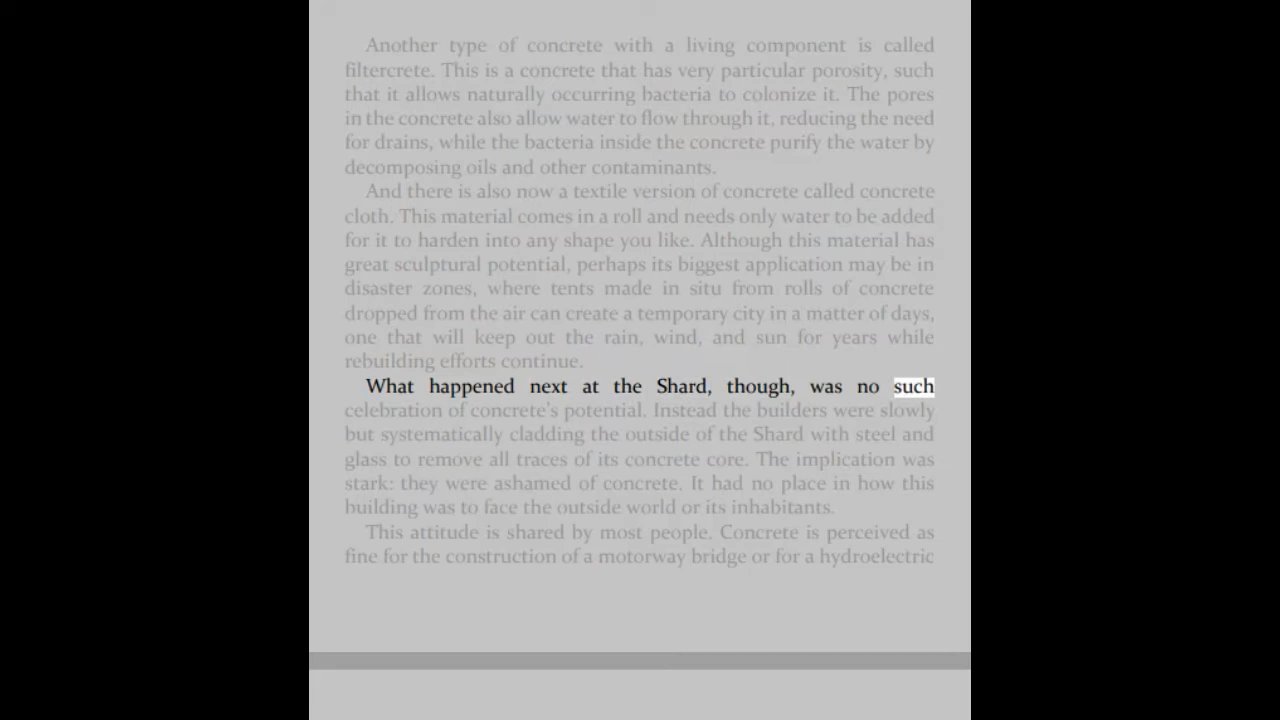 Another type of concrete with a living component is called
filtercrete. This is a concrete that has very particular porosity, such
that it allows naturally occurring bacteria to colonize it. The pores
in the concrete also allow water to flow through it, reducing the need
for drains, while the bacteria inside the concrete purify the water by
decomposing oils and other contaminants.
And there is also now a textile version of concrete called concrete
cloth. This material comes in a roll and needs only water to be added
for it to harden into any shape you like. Although this material has
great sculptural potential, perhaps its biggest application may be in
disaster zones, where tents made in situ from rolls of concrete
dropped from the air can create a temporary city in a matter of days,
one that will keep out the rain, wind, and sun for years while
rebuilding efforts continue.
What happened next at the Shard, though, was no such
celebration of concrete's potential. Instead the builders were slowly
but systematically cladding the outside of the Shard with steel and
glass to remove all traces of its concrete core. The implication was
stark: they were ashamed of concrete. It had no place in how this
building was to face the outside world or its inhabitants.
This attitude is shared by most people. Concrete is perceived as
fine for the construction of a motorway bridge or for a hydroelectric